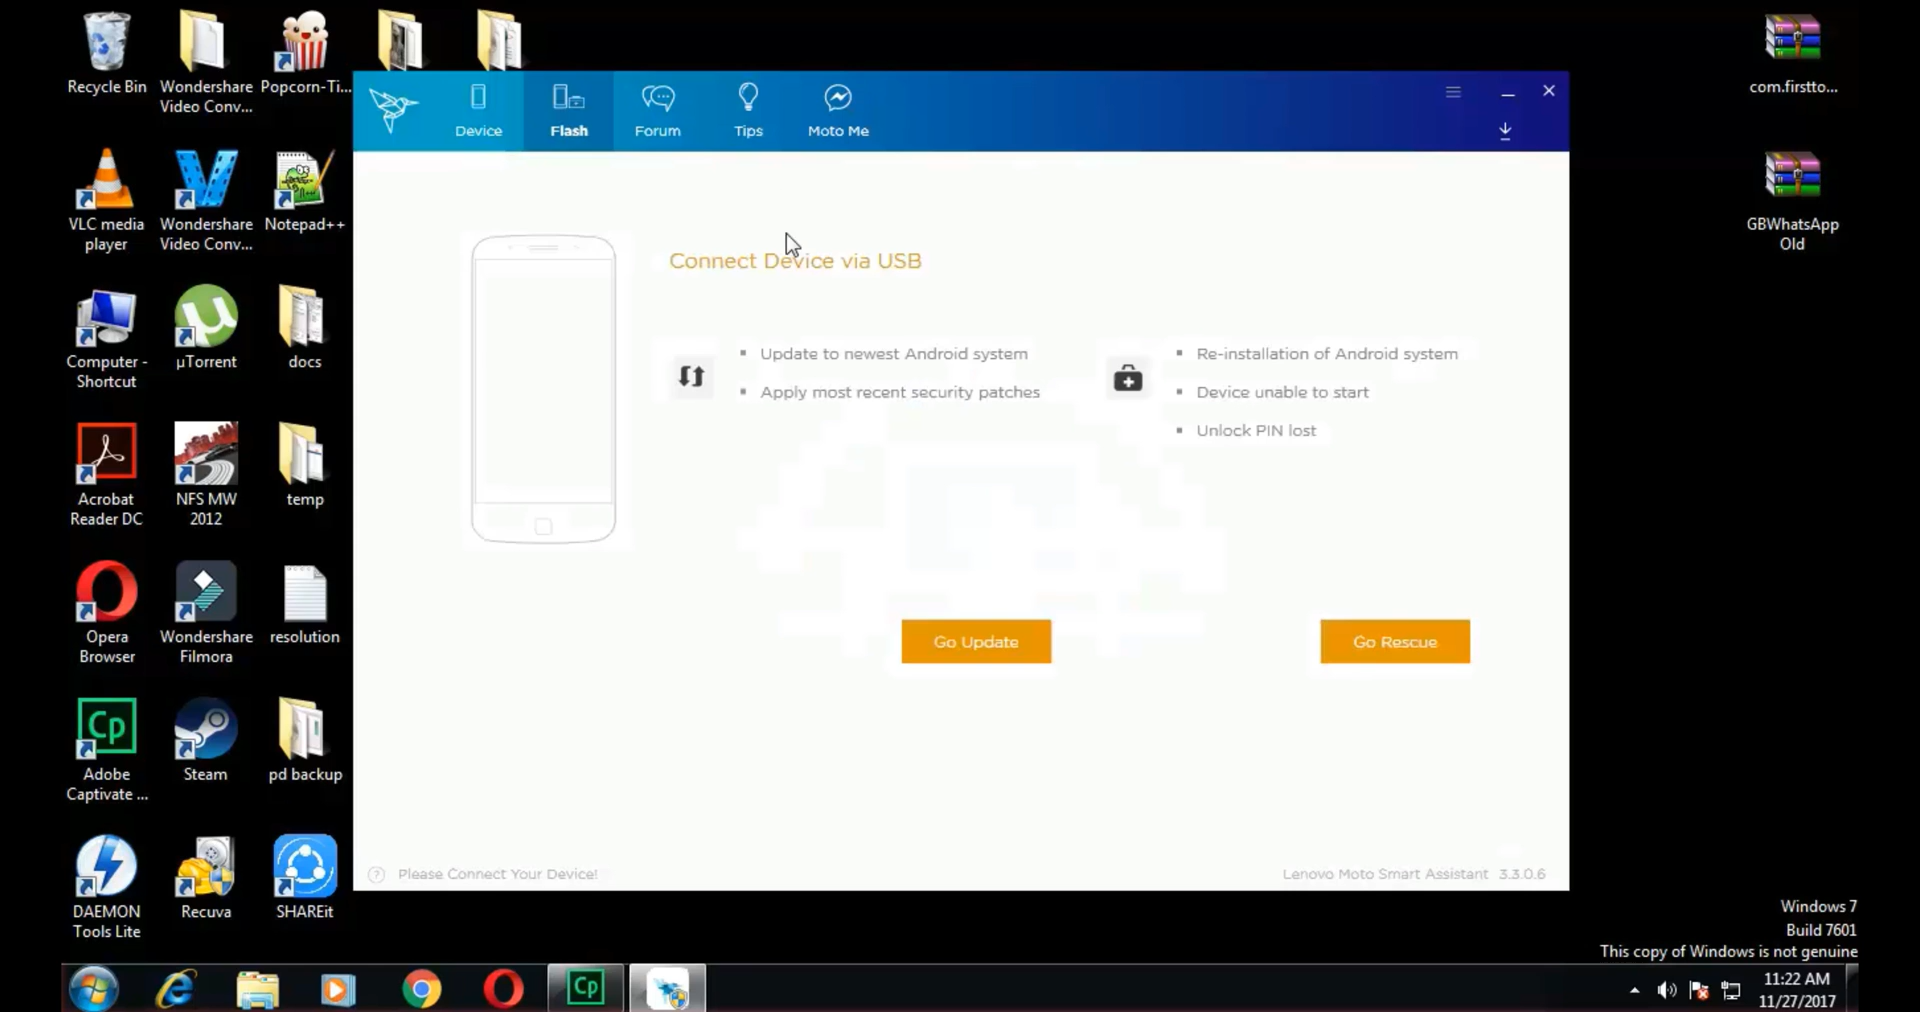 Recycle Bin
Wondershare
Video Conv...
Popcorn-Ti...
VLC media
player
Wondershare
Video Conv...
Notepad++
Computer -
Shortcut
µTorrent
docs
Acrobat
Reader DC
NFS MW
2012
temp
Opera
Browser
Wondershare
Filmora
resolution
Cp
Adobe
Captivate ...
Steam
pd backup
DAEMON
Tools Lite
Recuva
SHAREit
Device
Flash
Forum
Tips
Moto Me
Connect Device via USB
Update to newest Android system
Apply most recent security patches
Re-installation of Android system
Device unable to start
Unlock PIN lost
Go Update
Go Rescue
Please Connect Your Device!
Lenovo Moto Smart Assistant 3.3.0.6
com.firstto...
GBWhatsApp
Old
Windows 7
Build 7601
This copy of Windows is not genuine
Cp
11:22 AM
11/27/2017